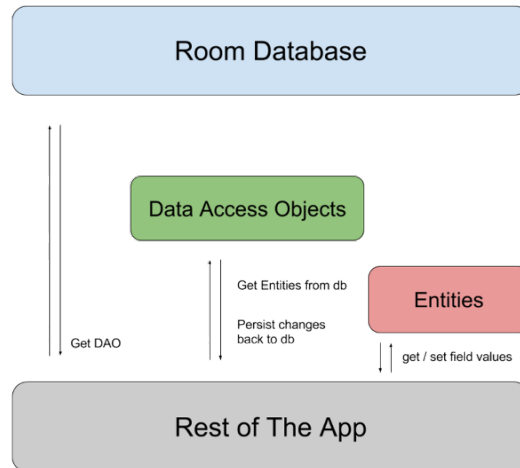 Room Database
Data Access Objects
Get Entities from db
Persist changes
back to db
Entities
Get DAO
get / set field values
Rest of The App